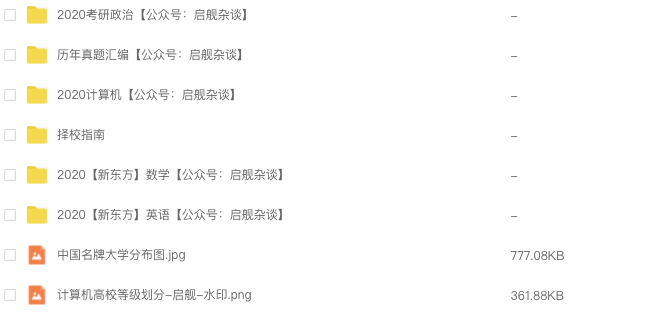 2020考研政治【公众号：启舰杂谈】 –
历年真题汇编【公众号：启舰杂谈】 –
2020计算机【公众号：启舰杂谈】 –
择校指南 –
2020【新东方】数学【公众号：启舰杂谈】 –
2020【新东方】英语【公众号：启舰杂谈】 –
中国名牌大学分布图.jpg 777.08KB
计算机高校等级划分–启舰–水印.png 361.88KB